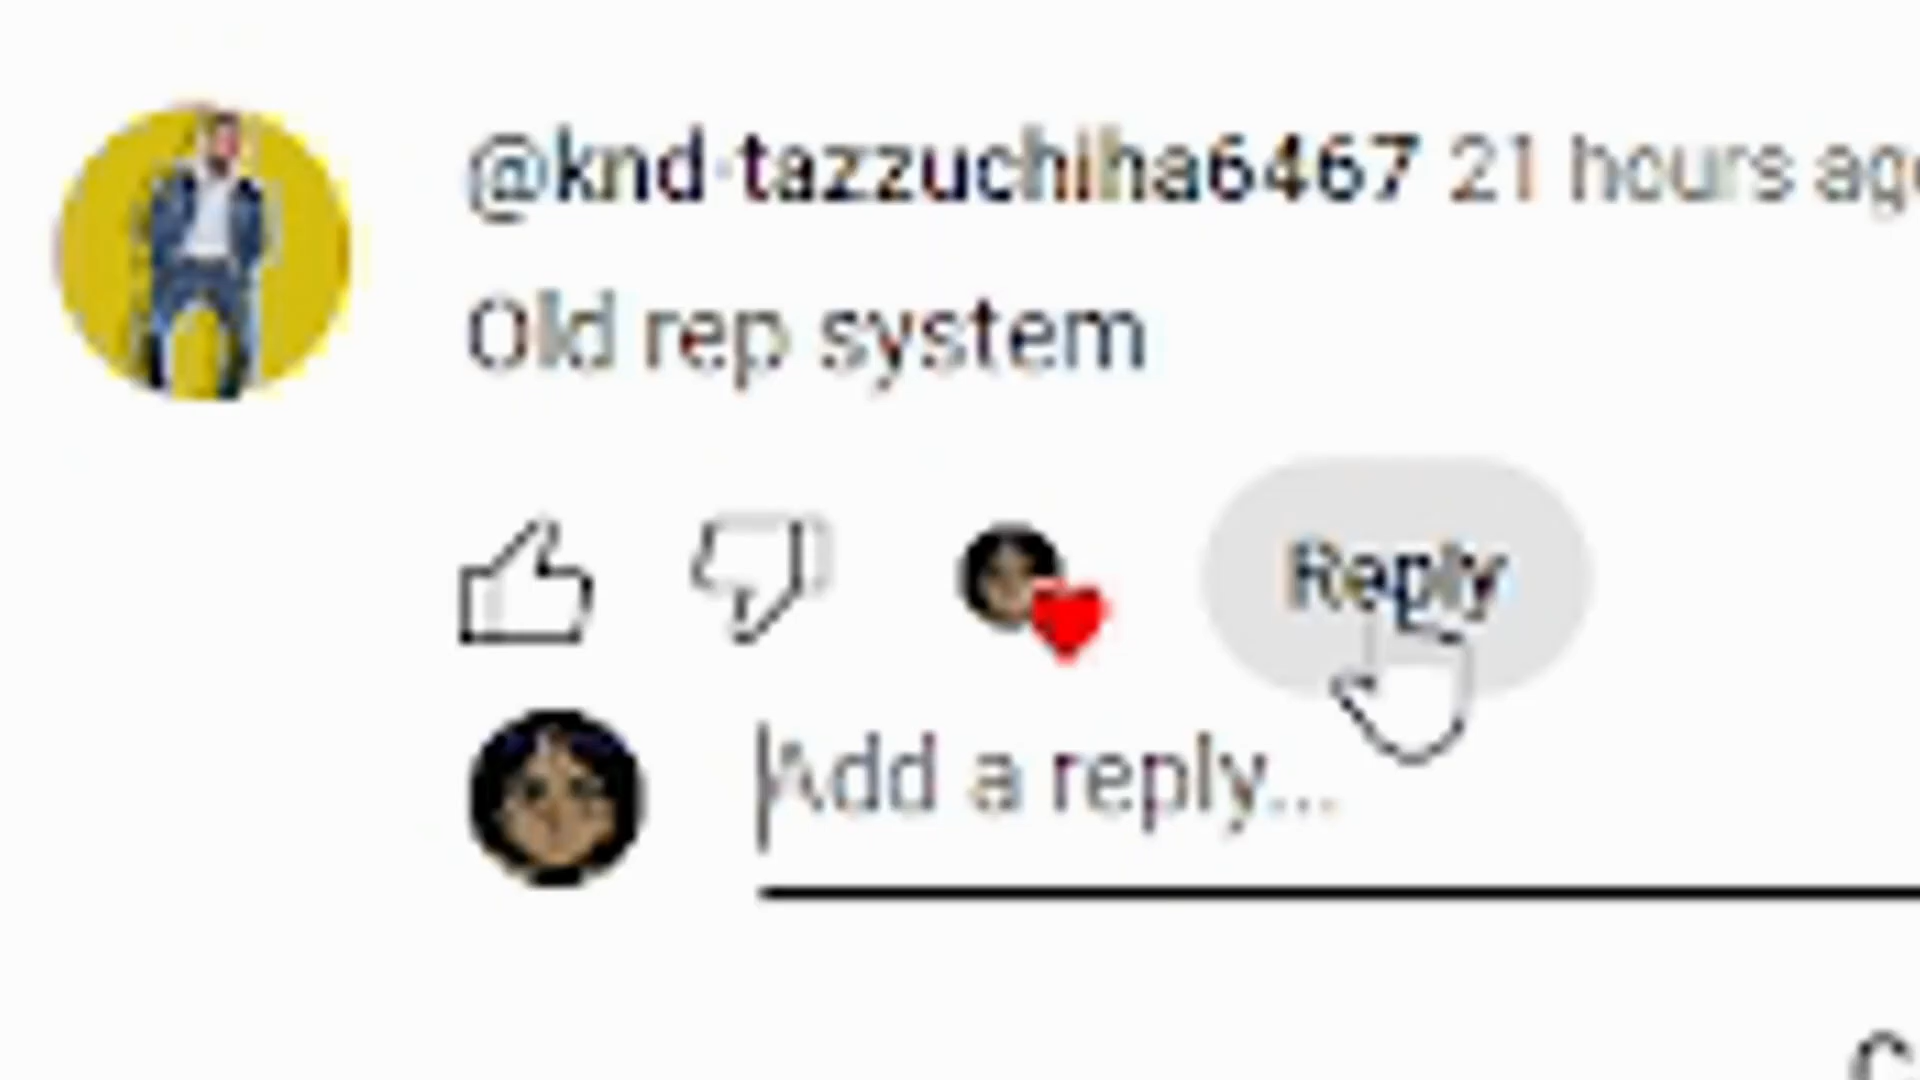 @knd-tazzuchiha6467 21 hours ago
Old rep system
Reply
Add a reply...